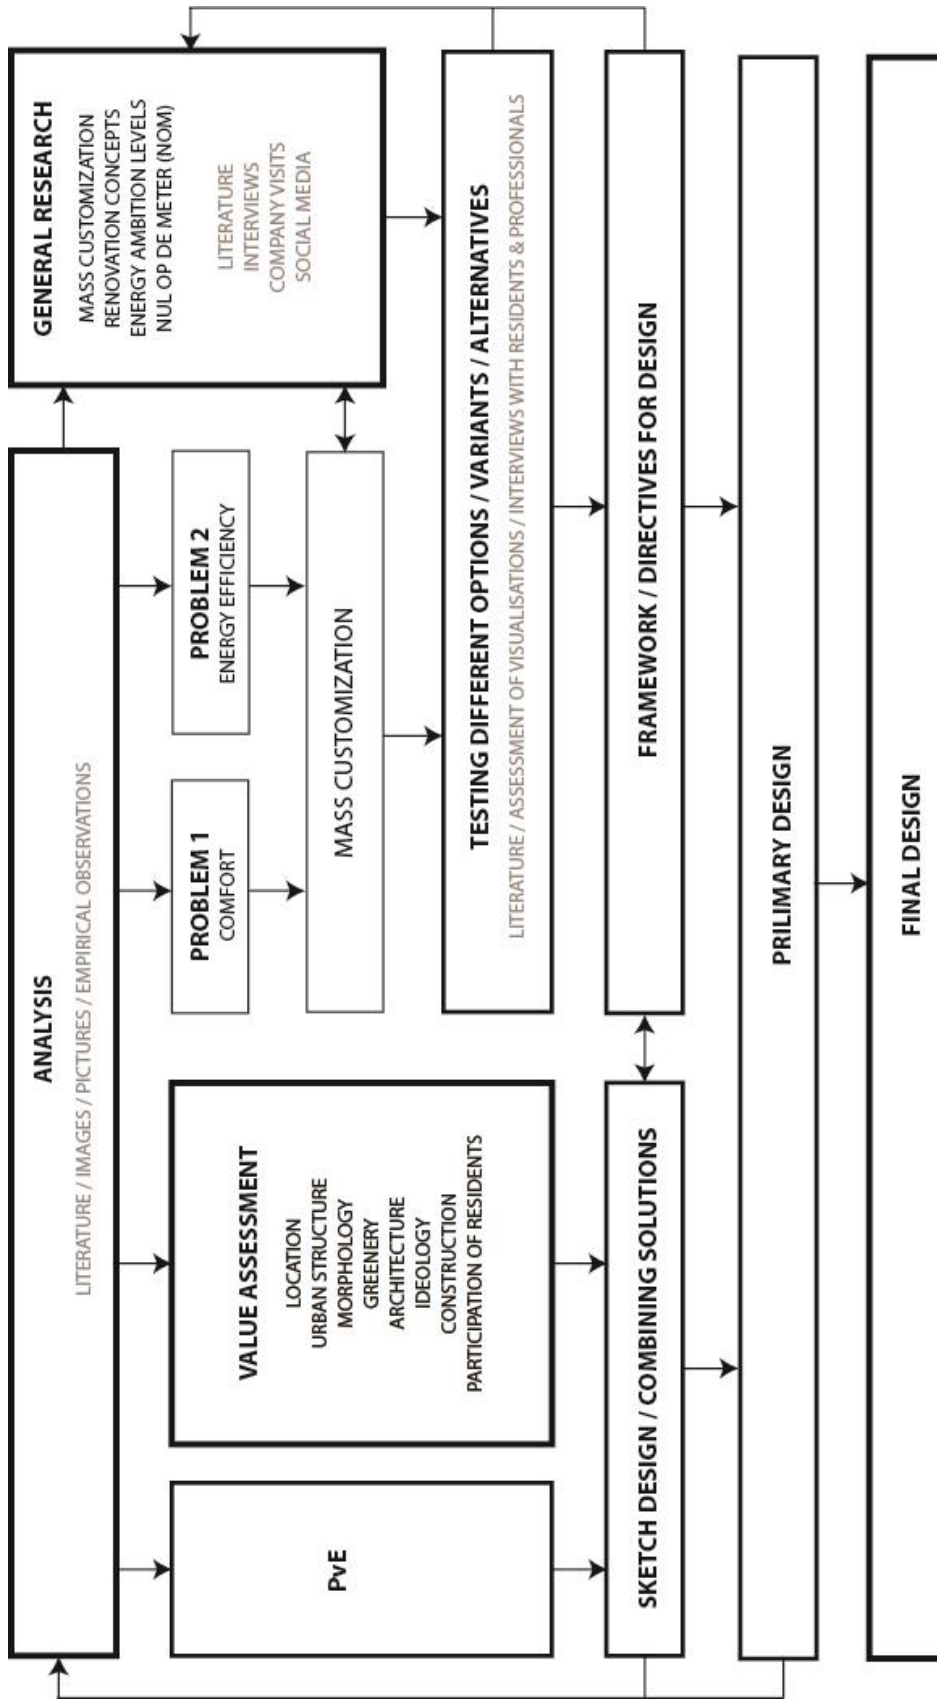 ANALYSIS
LITERATURE / IMAGES / PICTURES / EMPIRICAL OBSERVATIONS
GENERAL RESEARCH
MASS CUSTOMIZATION
RENOVATION CONCEPTS
ENERGY AMBITION LEVELS
NUL OP DE METER (NOM)
LITERATURE
INTERVIEWS
COMPANY VISITS
SOCIAL MEDIA
PvE
VALUE ASSESSMENT
LOCATION
URBAN STRUCTURE
MORPHOLOGY
GREENERY
ARCHITECTURE
IDEOLOGY
CONSTRUCTION
PARTICIPATION OF RESIDENTS
PROBLEM 1
COMFORT
PROBLEM 2
ENERGY EFFICIENCY
MASS CUSTOMIZATION
TESTING DIFFERENT OPTIONS / VARIANTS / ALTERNATIVES
LITERATURE / ASSESSMENT OF VISUALISATIONS / INTERVIEWS WITH RESIDENTS & PROFESSIONALS
SKETCH DESIGN / COMBINING SOLUTIONS
FRAMEWORK / DIRECTIVES FOR DESIGN
PRILIMARY DESIGN
FINAL DESIGN